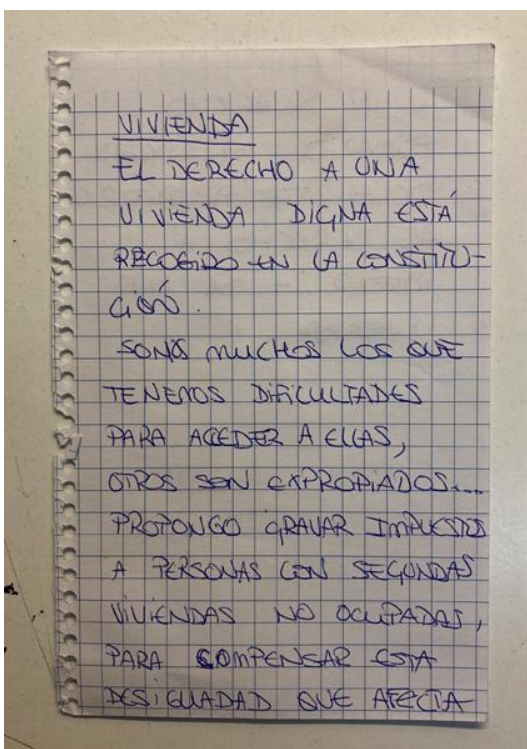 VIVIENDA
EL DERECHO A UNA
VIVIENDA DIGNA ESTÁ
RECOGIDO EN LA CONSTITU-
CIÓN.
SOMOS MUCHOS LOS QUE
TENEMOS DIFICULTADES
PARA ACCEDER A ELLAS,
OTROS SON EXPROPIADOS....
PROPONGO GRAVAR IMPUESTOS
A PERSONAS CON SEGUNDAS
VIVIENDAS NO OCUPADAS,
PARA COMPENSAR ESTA
DESIGUADAD QUE AFECTA